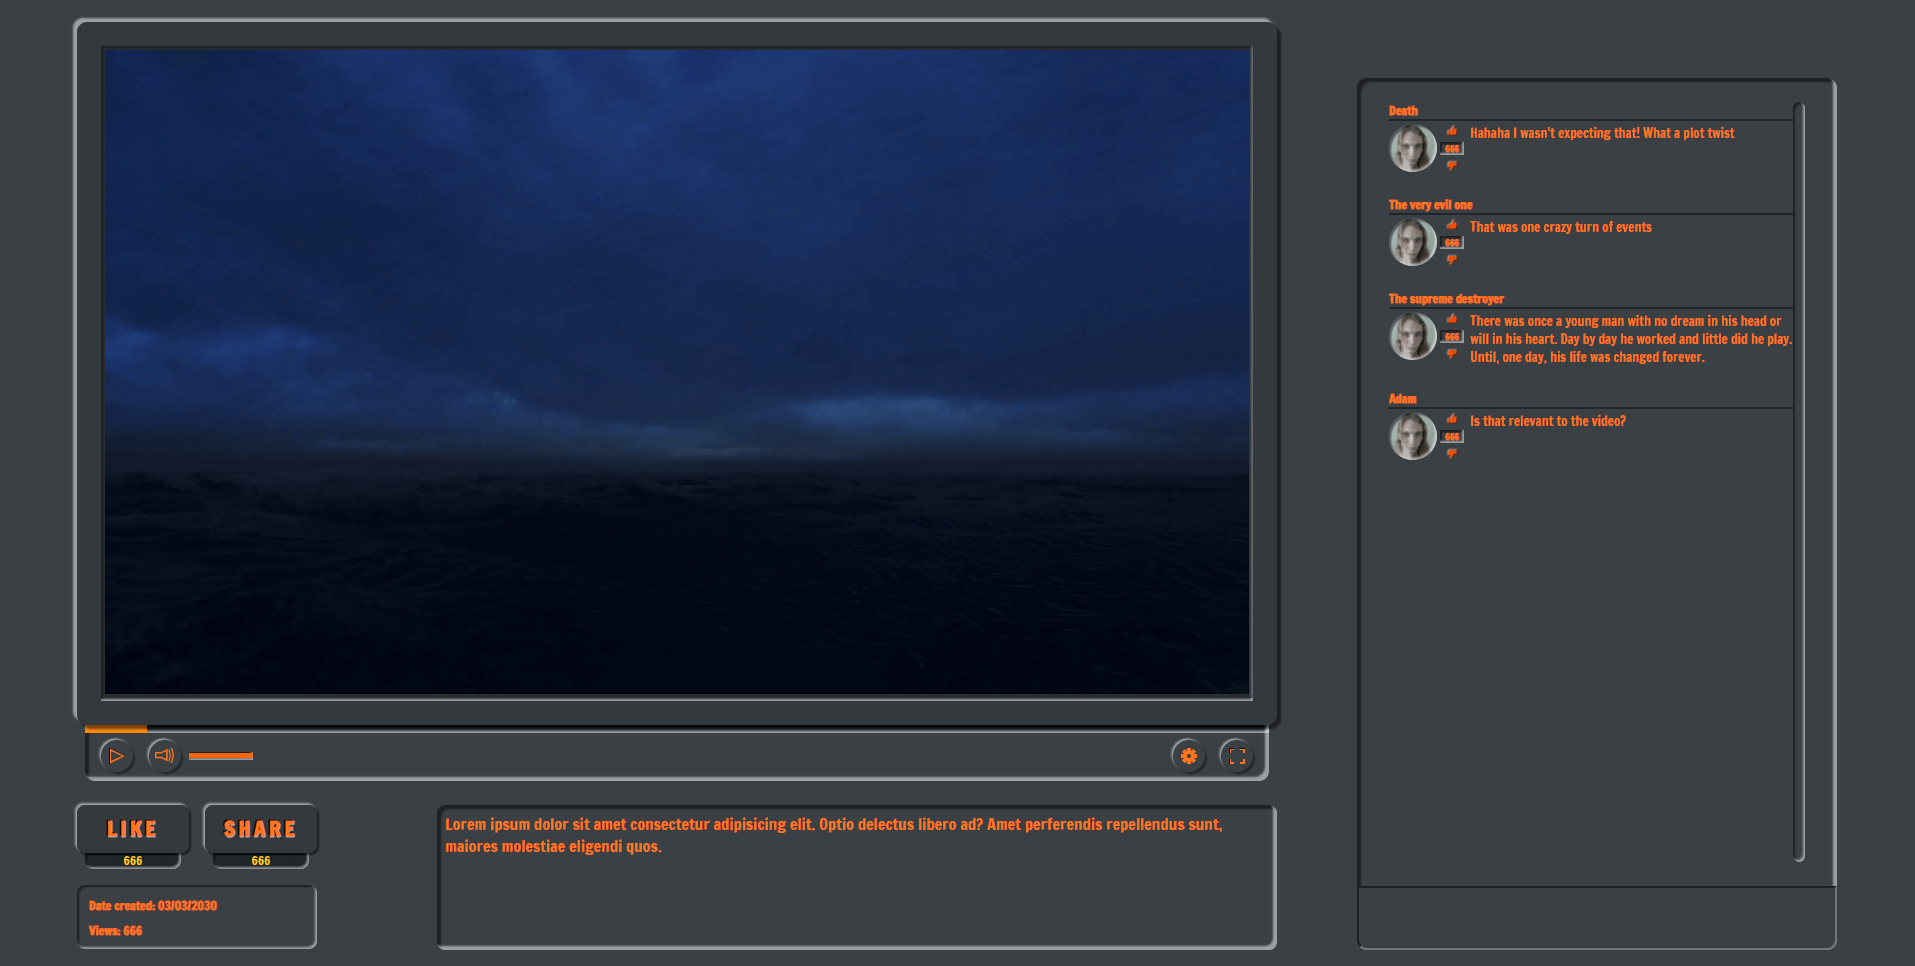 Death
Hahaha I wasn't expecting that! What a plot twist
666
The very evil one
That was one crazy turn of events
666
The supreme destroyer
There was once a young man with no dream in his head or
will in his heart. Day by day he worked and little did he play.
Until, one day, his life was changed forever.
666
Adam
Is that relevant to the video?
666
LIKE
666
SHARE
666
Date created: 03/03/2030
Views: 666
Lorem ipsum dolor sit amet consectetur adipisicing elit. Optio delectus libero ad? Amet perferendis repellendus sunt,
maiores molestiae eligendi quos.